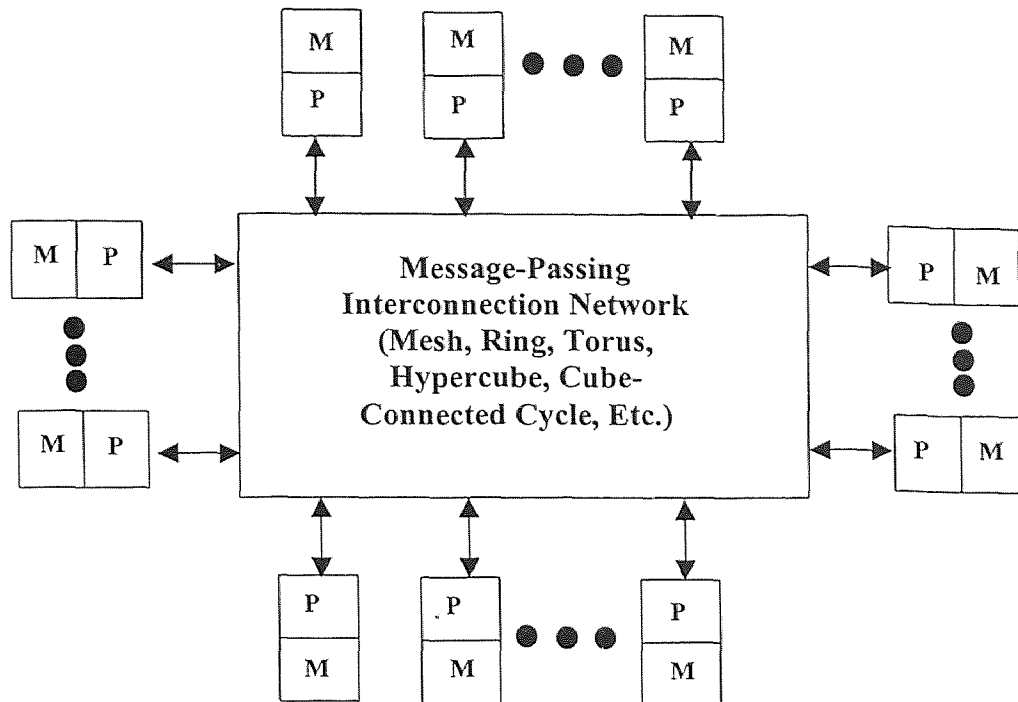 M M M
P P P
M P
Message-Passing
Interconnection Network
(Mesh, Ring, Torus,
Hypercube, Cube-
Connected Cycle, Etc.)
P M
M P
P M
P P P
M M M